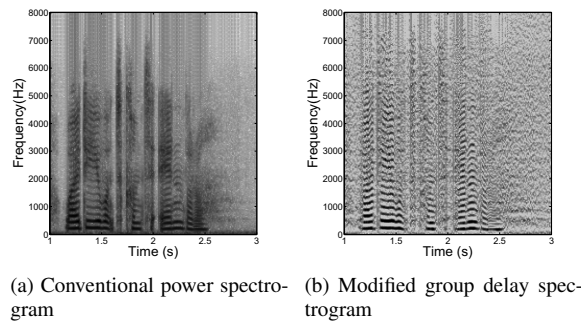 8000
7000
6000
5000
4000
3000
2000
1000
0
Frequency(Hz)
1 1.5 2 2.5 3
Time (s)
8000
7000
6000
5000
4000
3000
2000
1000
0
Frequency(Hz)
1 1.5 2 2.5 3
Time (s)
(a) Conventional power spectro-
gram
(b) Modified group delay spec-
trogram